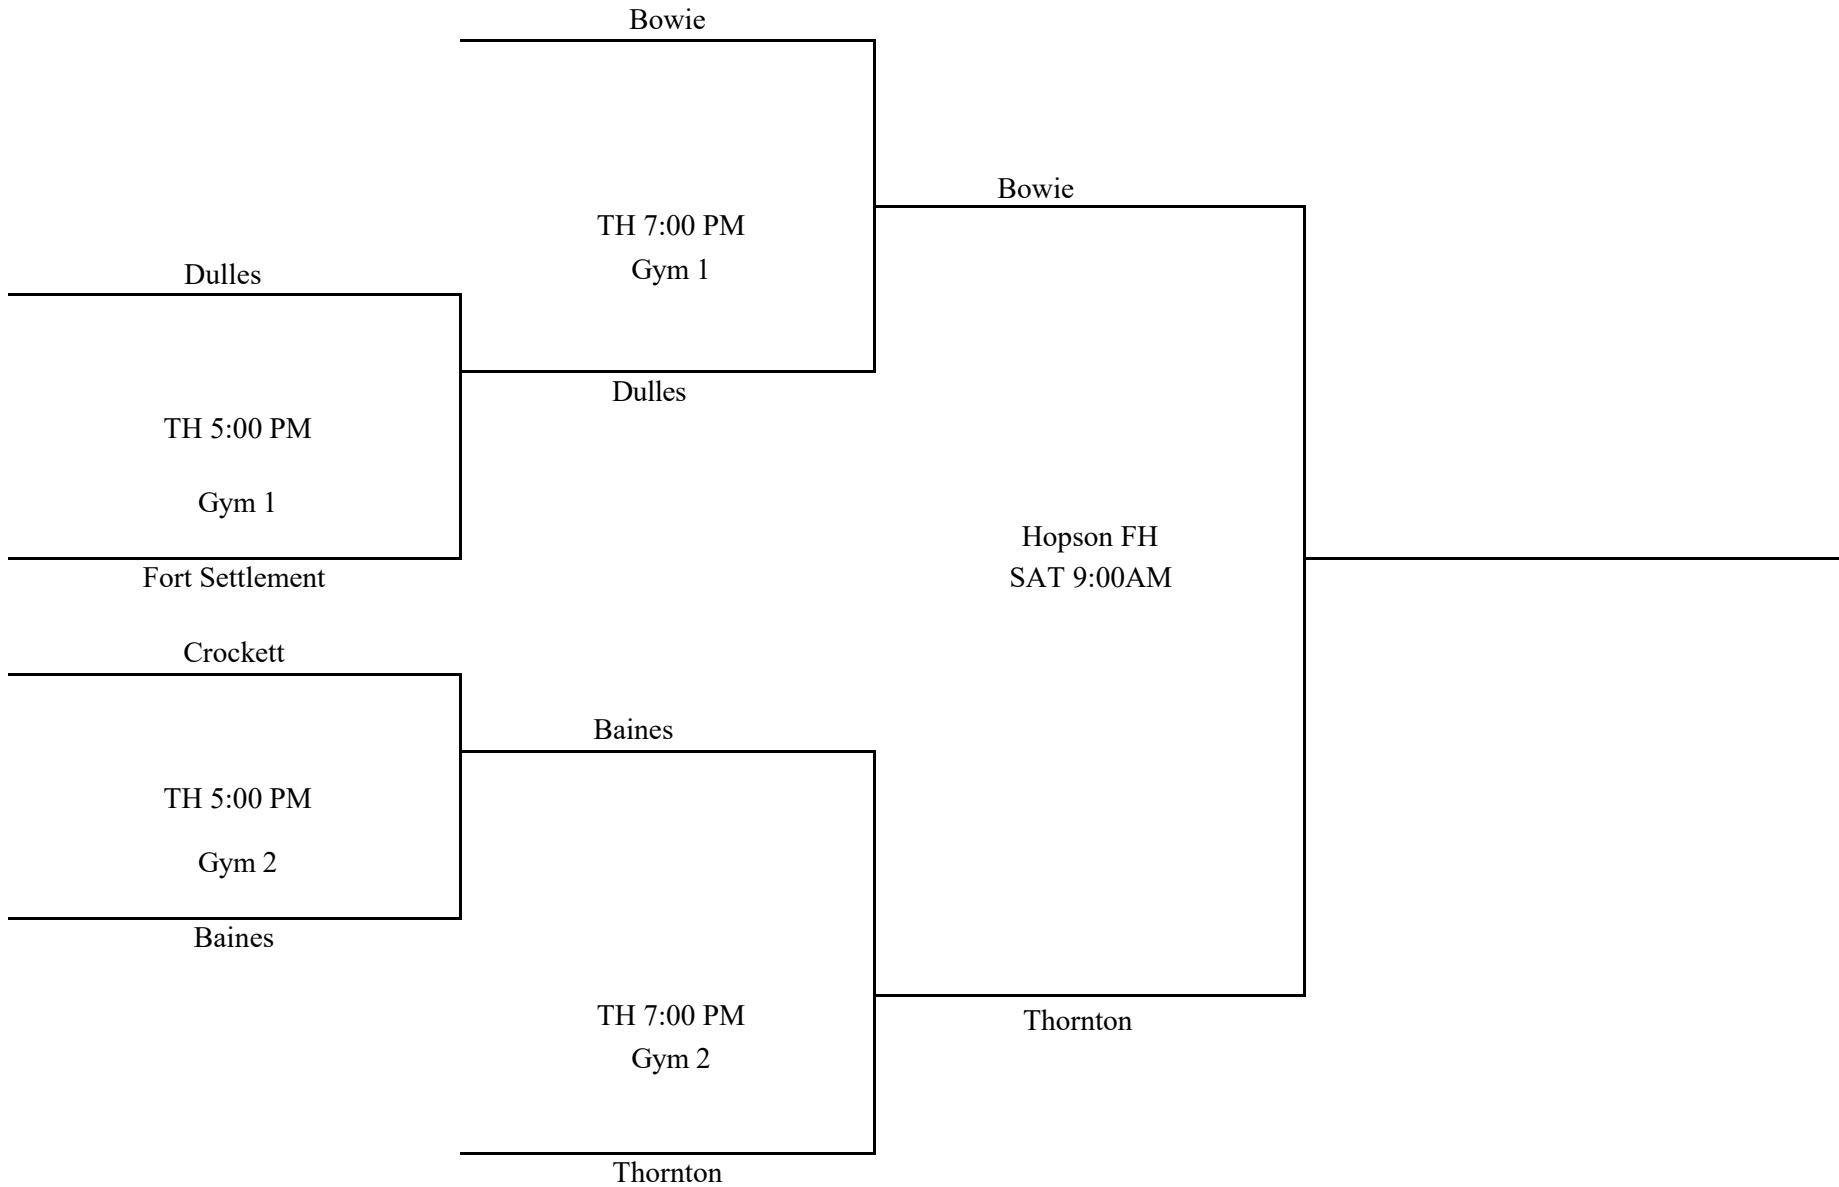 Bowie
Bowie
TH 7:00 PM
Gym 1
Dulles
Dulles
TH 5:00 PM
Gym 1
Hopson FH
SAT 9:00AM
Fort Settlement
Crockett
Baines
TH 5:00 PM
Gym 2
Baines
TH 7:00 PM
Gym 2
Thornton
Thornton